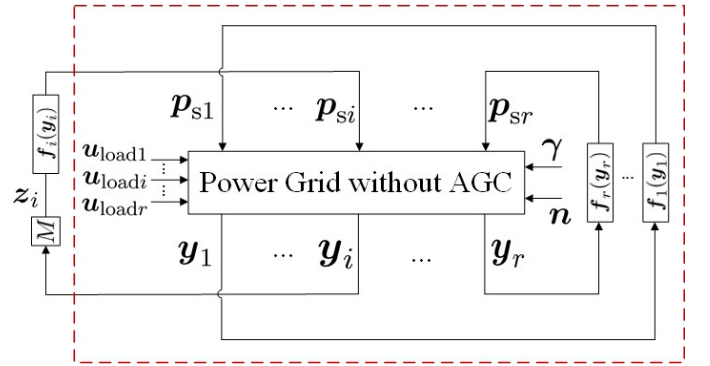 p_s1 ... p_si ... p_sr
f_i(y_i)
u_load1
u_loadi
u_loadr
Power Grid without AGC
γ
n
f_r(y_r) ... f_1(y_1)
z_i
M
y_1 ... y_i ... y_r